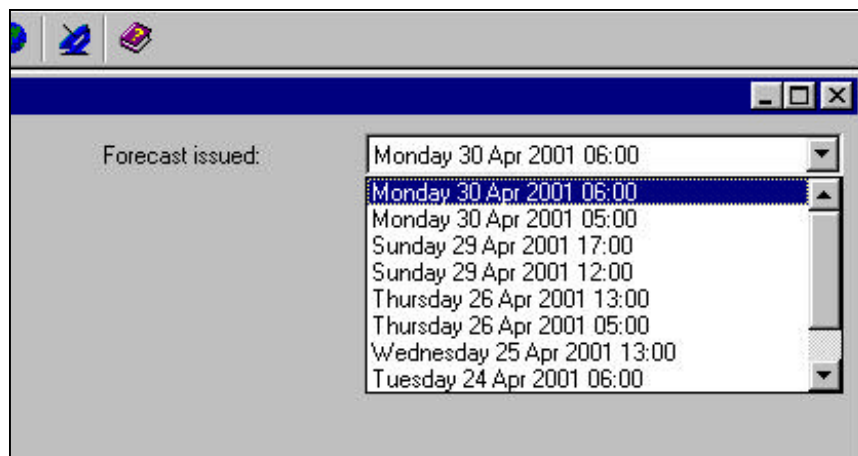 Forecast issued:
Monday 30 Apr 2001 06:00
Monday 30 Apr 2001 06:00
Monday 30 Apr 2001 05:00
Sunday 29 Apr 2001 17:00
Sunday 29 Apr 2001 12:00
Thursday 26 Apr 2001 13:00
Thursday 26 Apr 2001 05:00
Wednesday 25 Apr 2001 13:00
Tuesday 24 Apr 2001 06:00